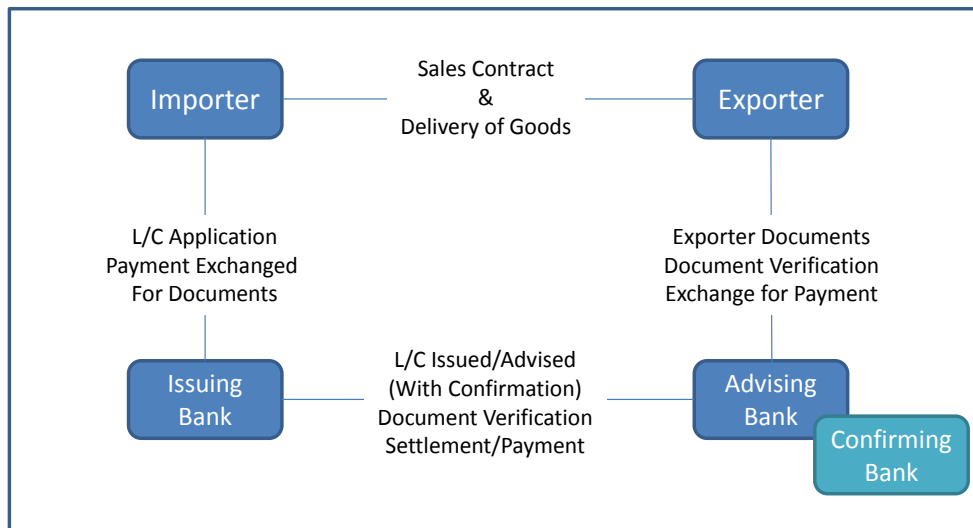 Importer
Sales Contract
&
Delivery of Goods
Exporter
L/C Application
Payment Exchanged
For Documents
Exporter Documents
Document Verification
Exchange for Payment
Issuing
Bank
L/C Issued/Advised
(With Confirmation)
Document Verification
Settlement/Payment
Advising
Bank
Confirming
Bank